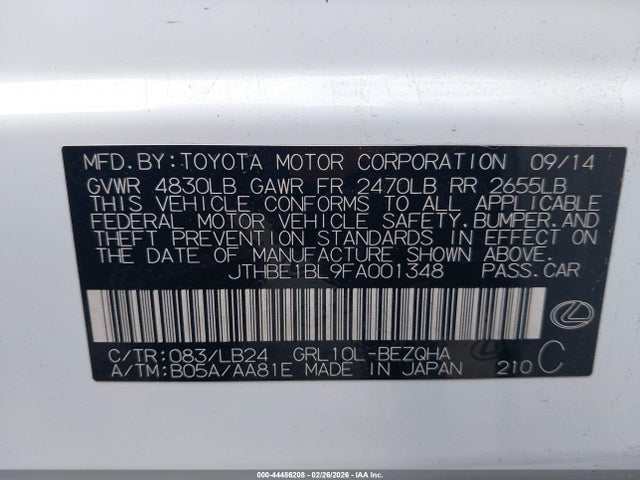 MFD.BY:TOYOTA MOTOR CORPORATION 09/14
GVWR 4830LB GAWR FR 2470LB RR 2655LB
THIS VEHICLE CONFORMS TO ALL APPLICABLE
FEDERAL MOTOR VEHICLE SAFETY,BUMPER,AND
THEFT PREVENTION STANDARDS IN EFFECT ON
THE DATE OF MANUFACTURE SHOWN ABOVE.
JTHBE1BL9FA001348 PASS.CAR
C/TR:083/LB24 GRL10L-BEZQHA
A/TM:B05A/AA81E MADE IN JAPAN 210 C
000-44486208 - 02/26/2026 - IAAI.COM